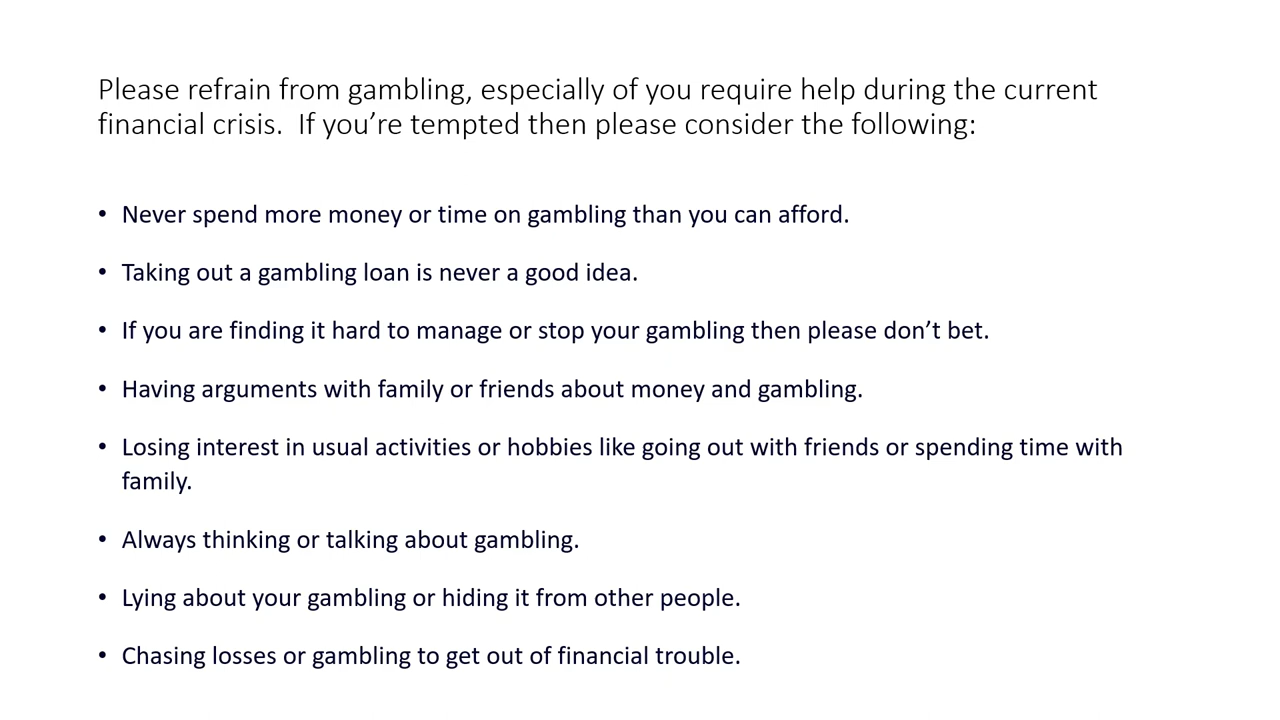 Please refrain from gambling, especially of you require help during the current
financial crisis.  If you’re tempted then please consider the following:
• Never spend more money or time on gambling than you can afford.
• Taking out a gambling loan is never a good idea.
• If you are finding it hard to manage or stop your gambling then please don’t bet.
• Having arguments with family or friends about money and gambling.
• Losing interest in usual activities or hobbies like going out with friends or spending time with
family.
• Always thinking or talking about gambling.
• Lying about your gambling or hiding it from other people.
• Chasing losses or gambling to get out of financial trouble.